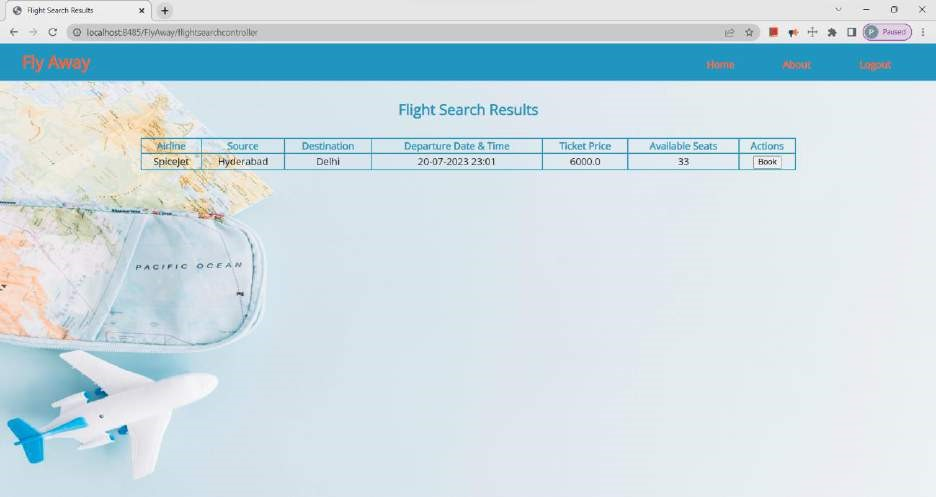 Flight Search Results
localhost:8485/FlyAway/flightsearchcontroller
P Paused
Fly Away
Home About Logout
Flight Search Results
Airline Source Destination Departure Date & Time Ticket Price Available Seats Actions
SpiceJet Hyderabad Delhi 20-07-2023 23:01 6000.0 33 Book
PACIFIC OCEAN